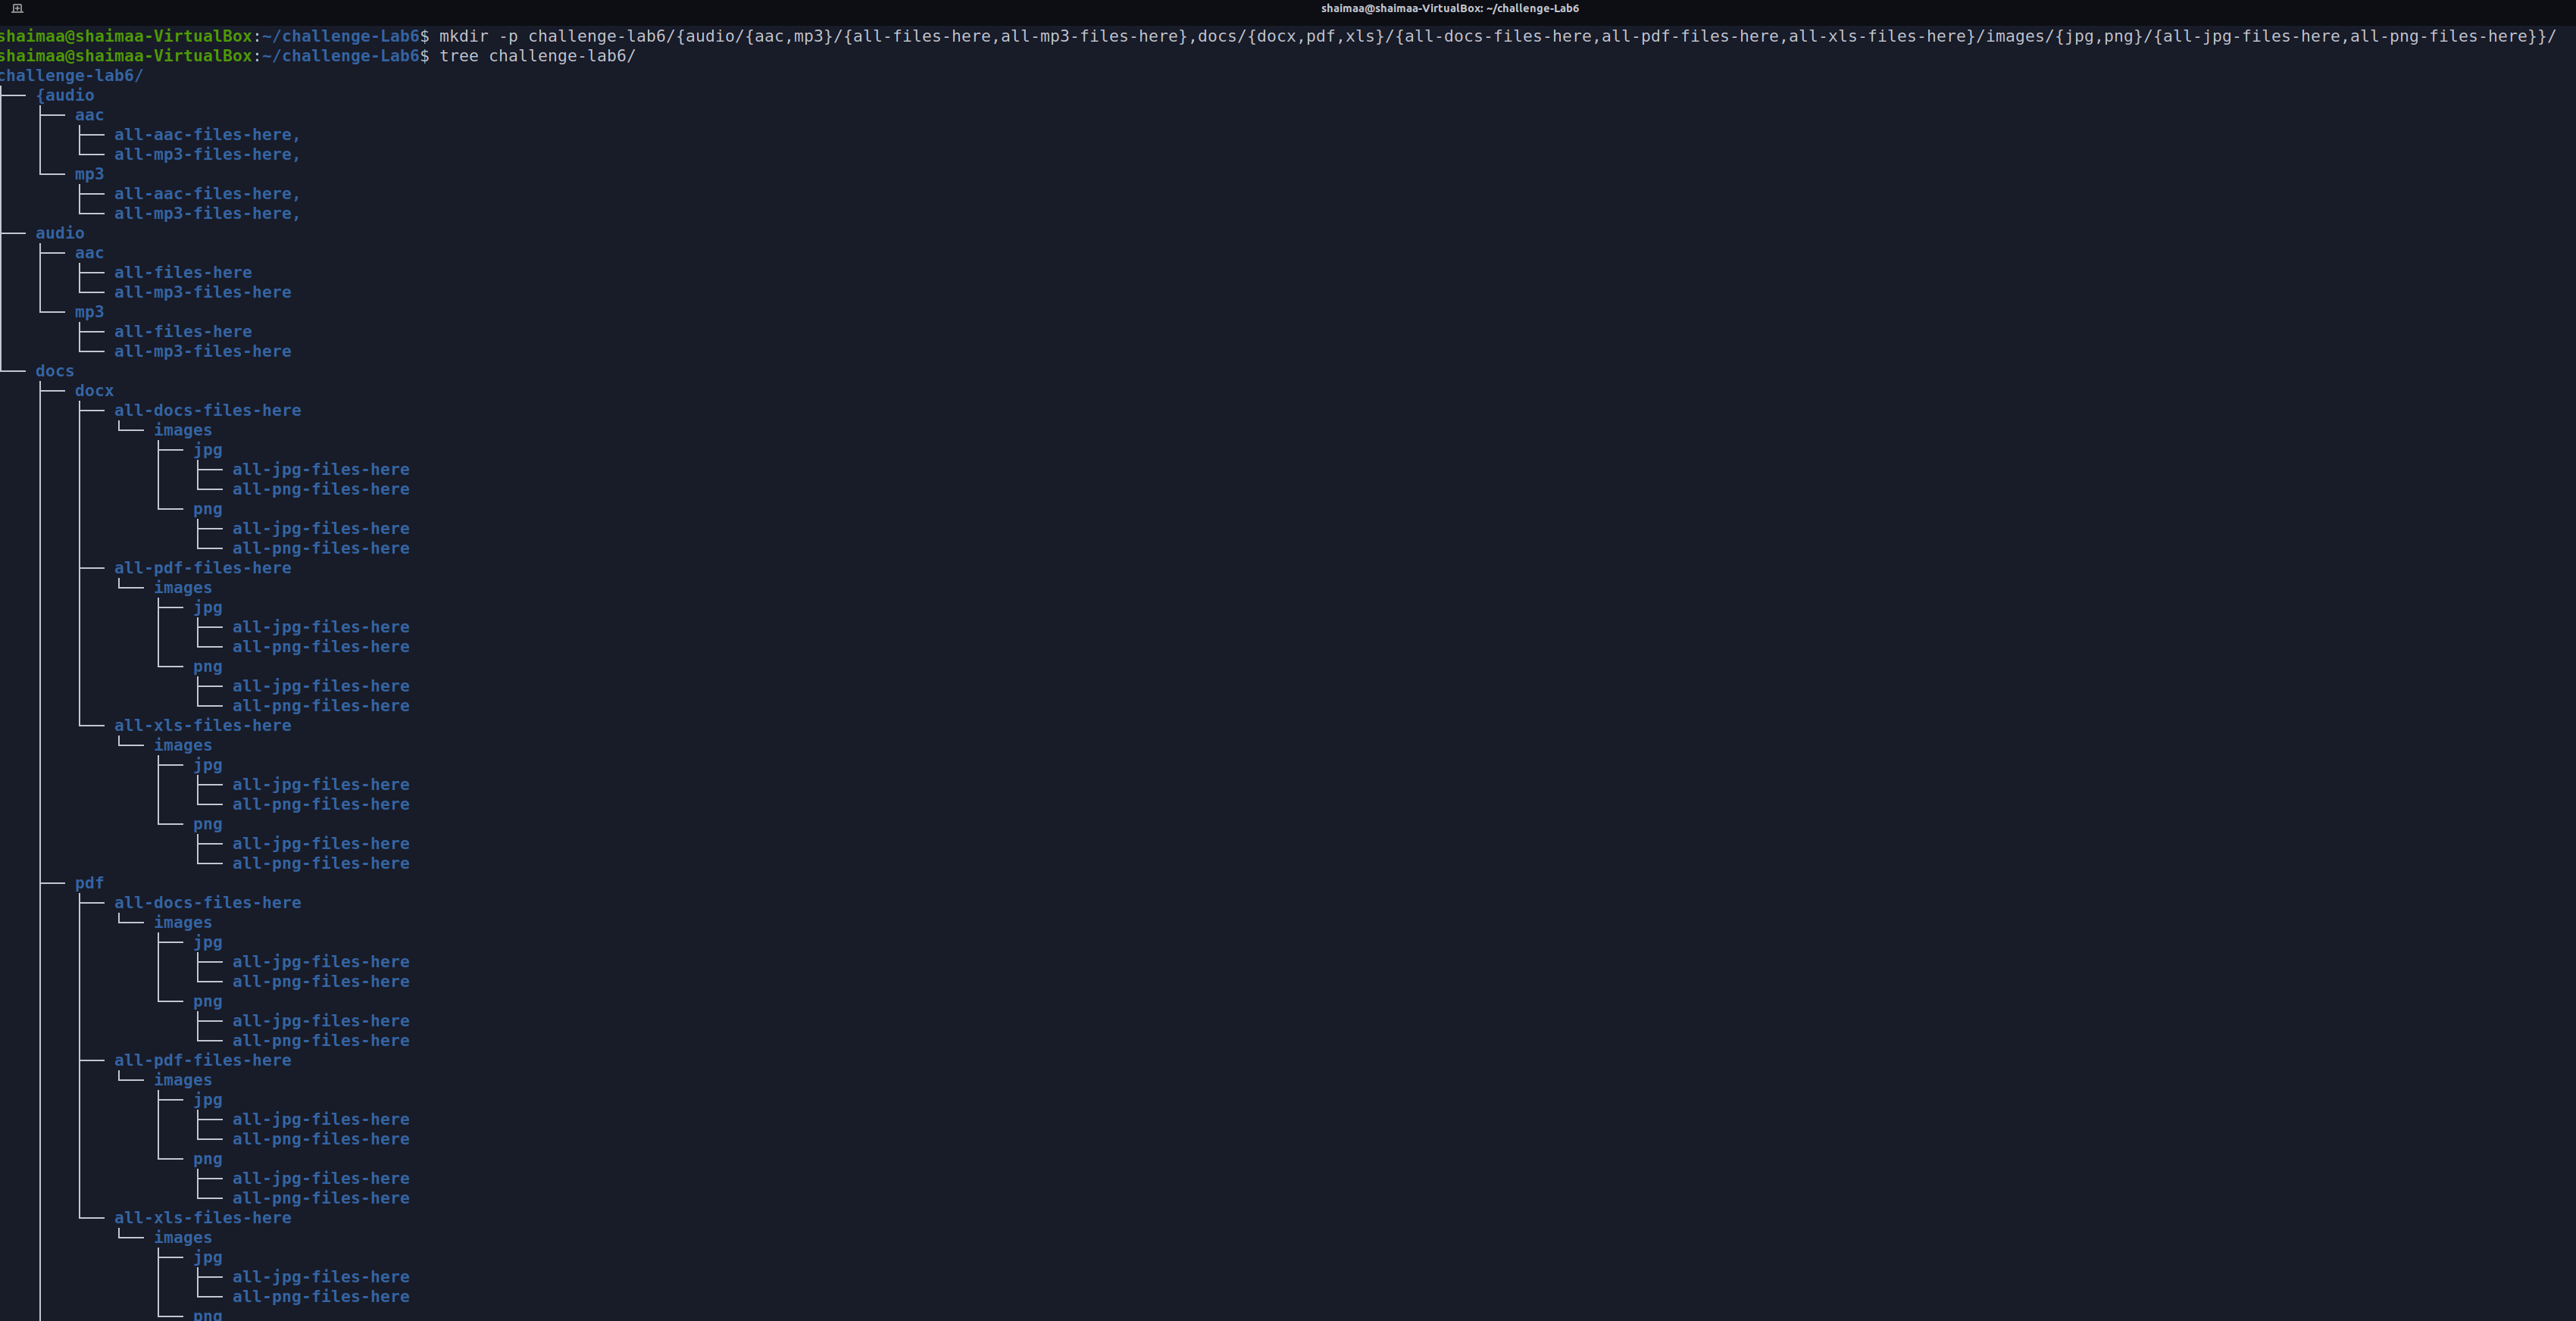 shaimaa@shaimaa-VirtualBox: ~/challenge-Lab6
shaimaa@shaimaa-VirtualBox:~/challenge-Lab6$ mkdir -p challenge-lab6/{audio/{aac,mp3}/{all-files-here,all-mp3-files-here},docs/{docx,pdf,xls}/{all-docs-files-here,all-pdf-files-here,all-xls-files-here}/images/{jpg,png}/{all-jpg-files-here,all-png-files-here}}/
shaimaa@shaimaa-VirtualBox:~/challenge-Lab6$ tree challenge-lab6/
challenge-lab6/
├── {audio
│   ├── aac
│   │   ├── all-aac-files-here,
│   │   └── all-mp3-files-here,
│   └── mp3
│       ├── all-aac-files-here,
│       └── all-mp3-files-here,
├── audio
│   ├── aac
│   │   ├── all-files-here
│   │   └── all-mp3-files-here
│   └── mp3
│       ├── all-files-here
│       └── all-mp3-files-here
└── docs
    ├── docx
    │   ├── all-docs-files-here
    │   │   └── images
    │   │       ├── jpg
    │   │       │   ├── all-jpg-files-here
    │   │       │   └── all-png-files-here
    │   │       └── png
    │   │           ├── all-jpg-files-here
    │   │           └── all-png-files-here
    │   ├── all-pdf-files-here
    │   │   └── images
    │   │       ├── jpg
    │   │       │   ├── all-jpg-files-here
    │   │       │   └── all-png-files-here
    │   │       └── png
    │   │           ├── all-jpg-files-here
    │   │           └── all-png-files-here
    │   └── all-xls-files-here
    │       └── images
    │           ├── jpg
    │           │   ├── all-jpg-files-here
    │           │   └── all-png-files-here
    │           └── png
    │               ├── all-jpg-files-here
    │               └── all-png-files-here
    ├── pdf
    │   ├── all-docs-files-here
    │   │   └── images
    │   │       ├── jpg
    │   │       │   ├── all-jpg-files-here
    │   │       │   └── all-png-files-here
    │   │       └── png
    │   │           ├── all-jpg-files-here
    │   │           └── all-png-files-here
    │   ├── all-pdf-files-here
    │   │   └── images
    │   │       ├── jpg
    │   │       │   ├── all-jpg-files-here
    │   │       │   └── all-png-files-here
    │   │       └── png
    │   │           ├── all-jpg-files-here
    │   │           └── all-png-files-here
    │   └── all-xls-files-here
    │       └── images
    │           ├── jpg
    │           │   ├── all-jpg-files-here
    │           │   └── all-png-files-here
    │           └── png